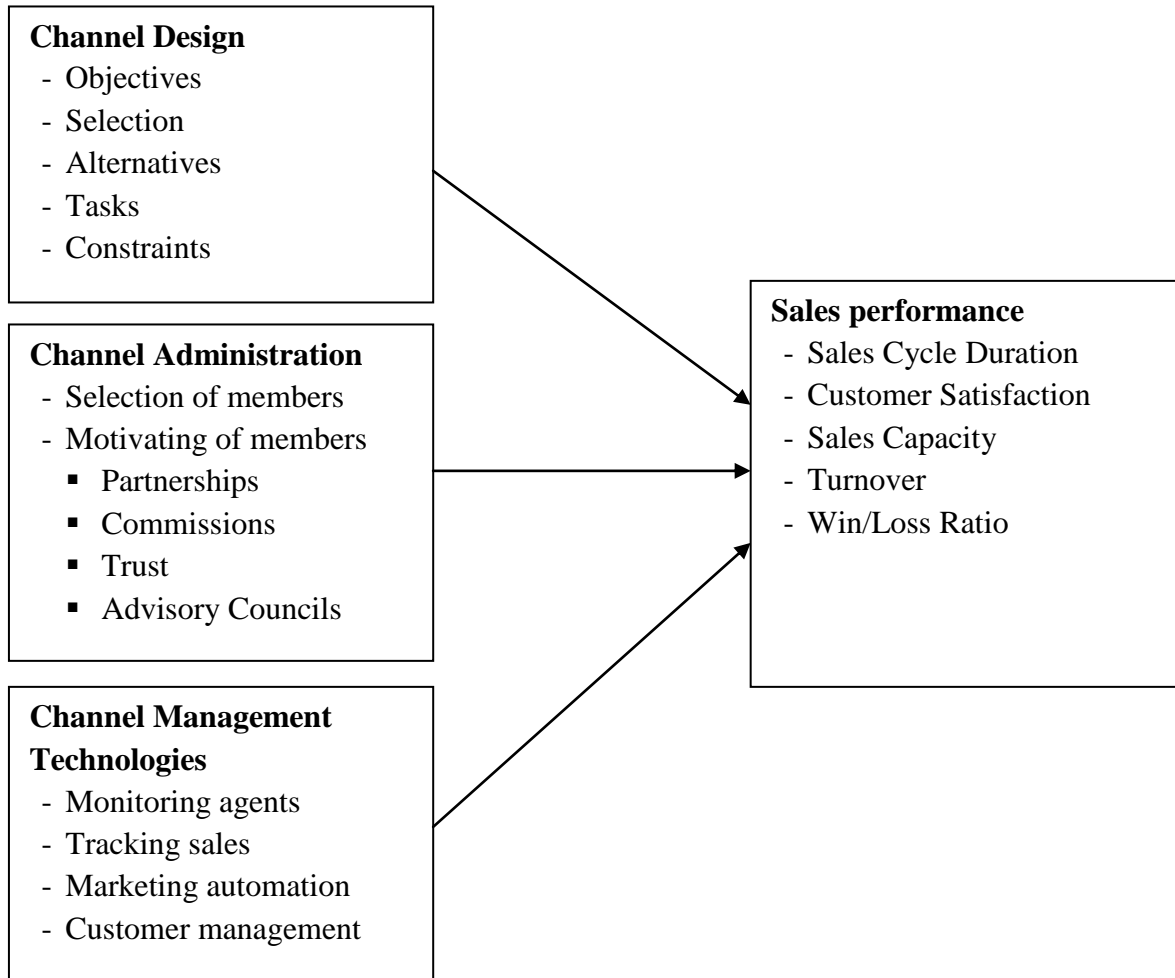 Channel Design
- Objectives
- Selection
- Alternatives
- Tasks
- Constraints
Channel Administration
- Selection of members
- Motivating of members
▪ Partnerships
▪ Commissions
▪ Trust
▪ Advisory Councils
Channel Management
Technologies
- Monitoring agents
- Tracking sales
- Marketing automation
- Customer management
Sales performance
- Sales Cycle Duration
- Customer Satisfaction
- Sales Capacity
- Turnover
- Win/Loss Ratio